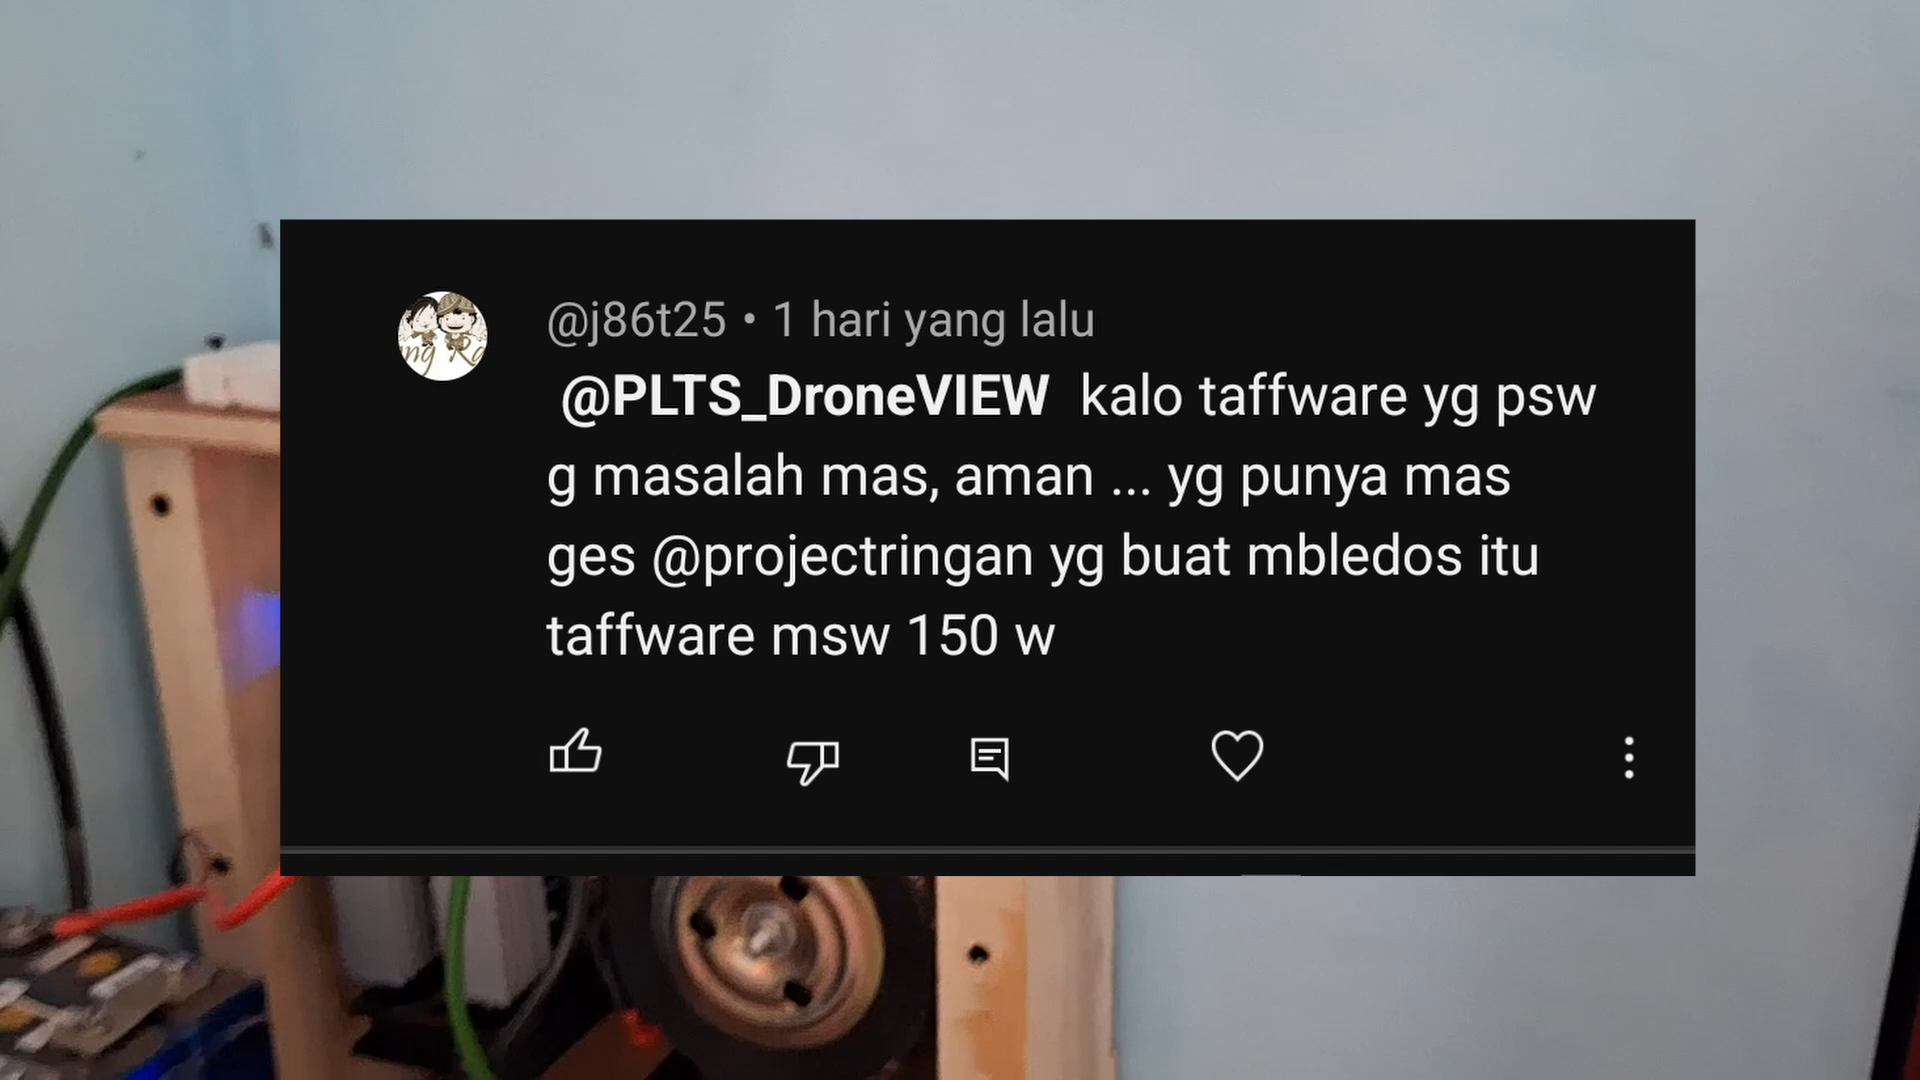 @j86t25 • 1 hari yang lalu
@PLTS_DroneVIEW kalo taffware yg psw
g masalah mas, aman ... yg punya mas
ges @projectringan yg buat mbledos itu
taffware msw 150 w